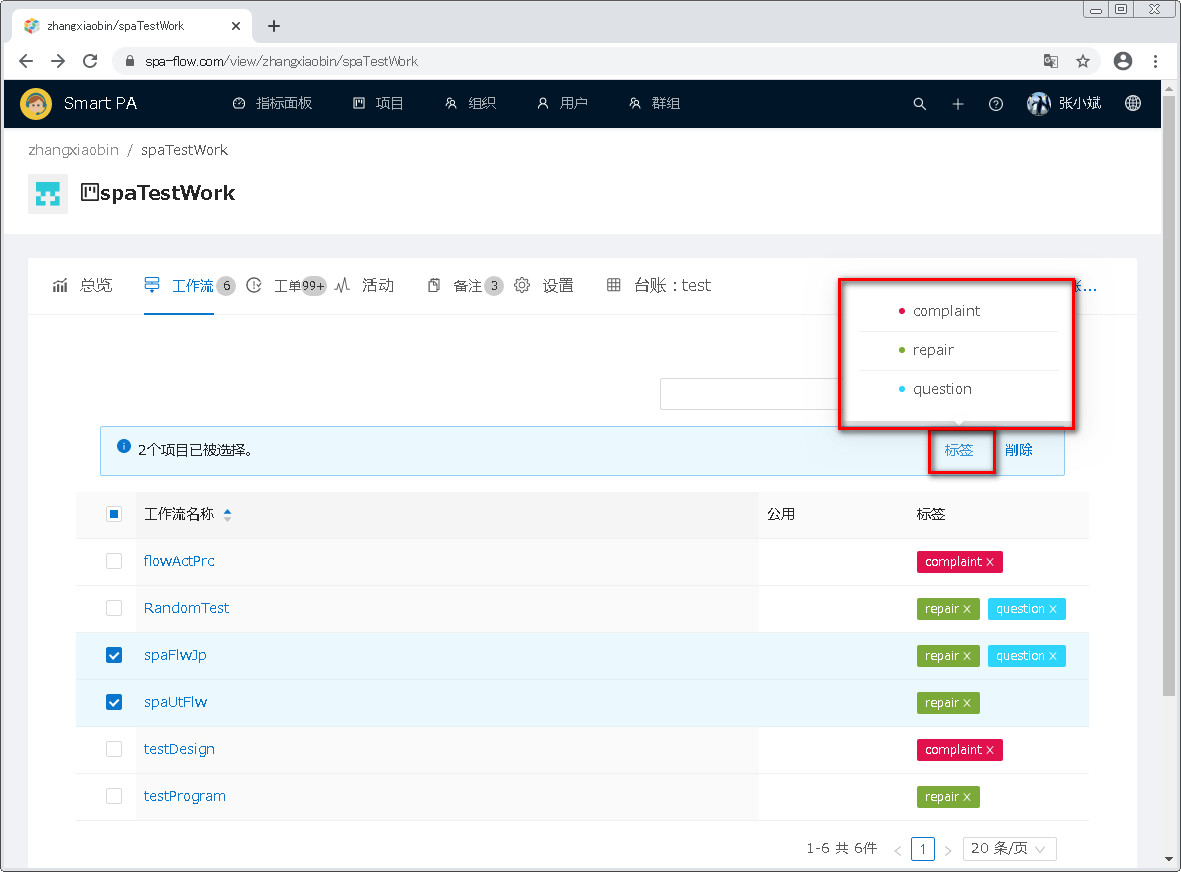 zhangxiaobin/spaTestWork
spa-flow.com/view/zhangxiaobin/spaTestWork
Smart PA 指标面板 项目 组织 用户 群组 张小斌
zhangxiaobin / spaTestWork
spaTestWork
总览 工作流 6 工单 99+ 活动 备注 3 设置 台账：test
complaint
repair
question
2个项目已被选择。 标签 删除
工作流名称 公用 标签
flowActPrc complaint ×
RandomTest repair × question ×
spaFlwJp repair × question ×
spaUtFlw repair ×
testDesign complaint ×
testProgram repair ×
1-6 共 6件 < 1 > 20 条/页